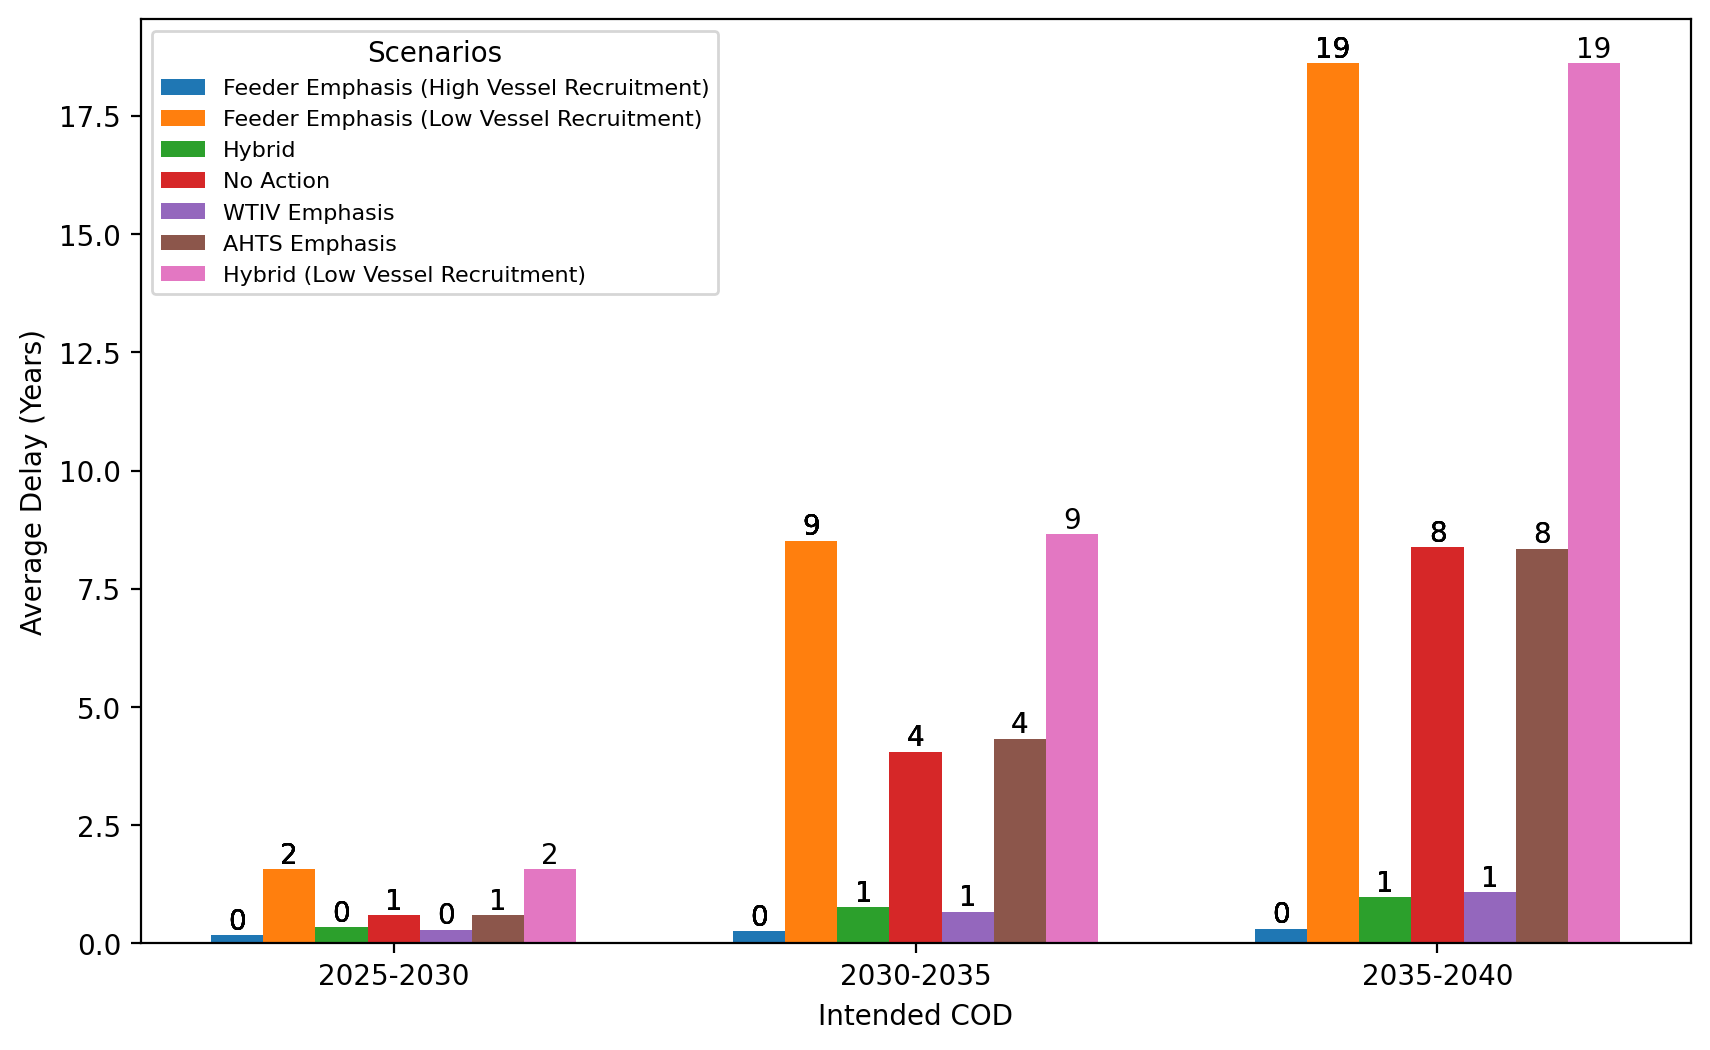 Scenarios
Feeder Emphasis (High Vessel Recruitment)
Feeder Emphasis (Low Vessel Recruitment)
Hybrid
No Action
WTIV Emphasis
AHTS Emphasis
Hybrid (Low Vessel Recruitment)
Average Delay (Years)
17.5
15.0
12.5
10.0
7.5
5.0
2.5
0.0
0 2 0 1 0 1 2
0 9 1 4 1 4 9
0 19 1 8 1 8 19
2025-2030 2030-2035 2035-2040
Intended COD